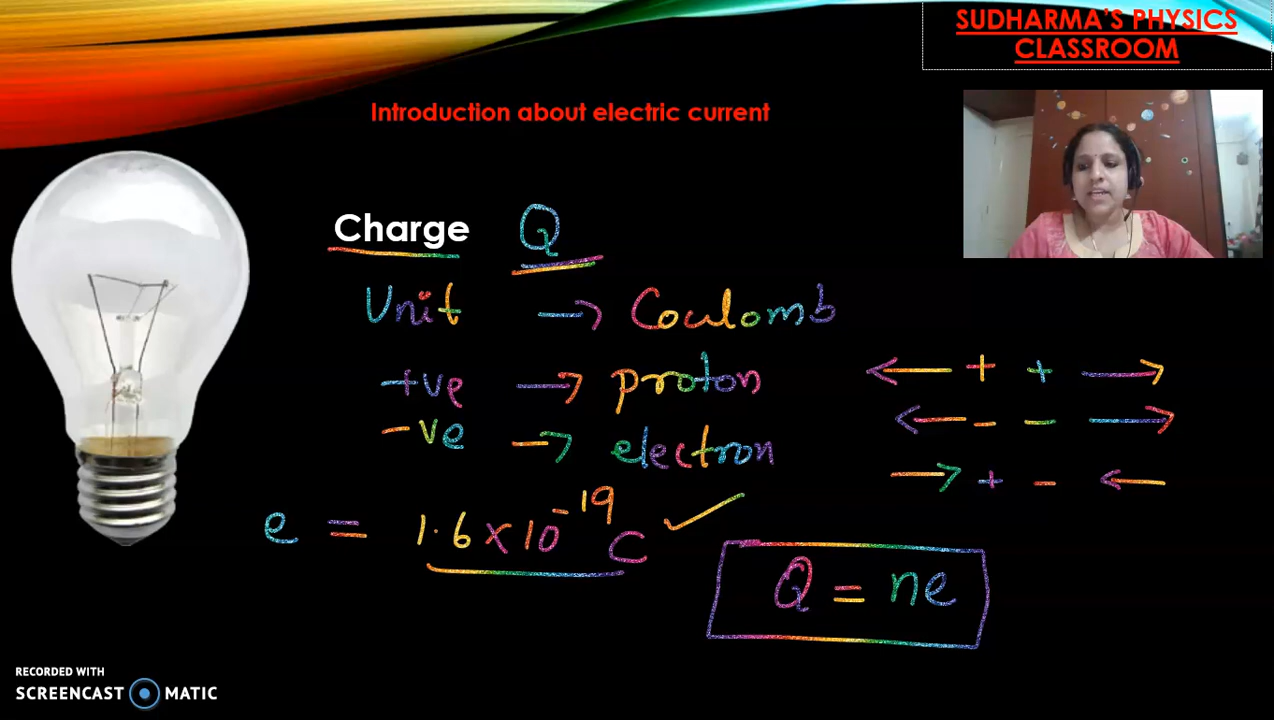 SUDHARMA'S PHYSICS
CLASSROOM
Introduction about electric current
Charge Q
Unit → Coulomb
+ve → proton
← + + →
-ve → electron
← - - →
→ + - ←
e = 1.6 × 10⁻¹⁹ C ✓
Q = ne
RECORDED WITH
SCREENCAST MATIC